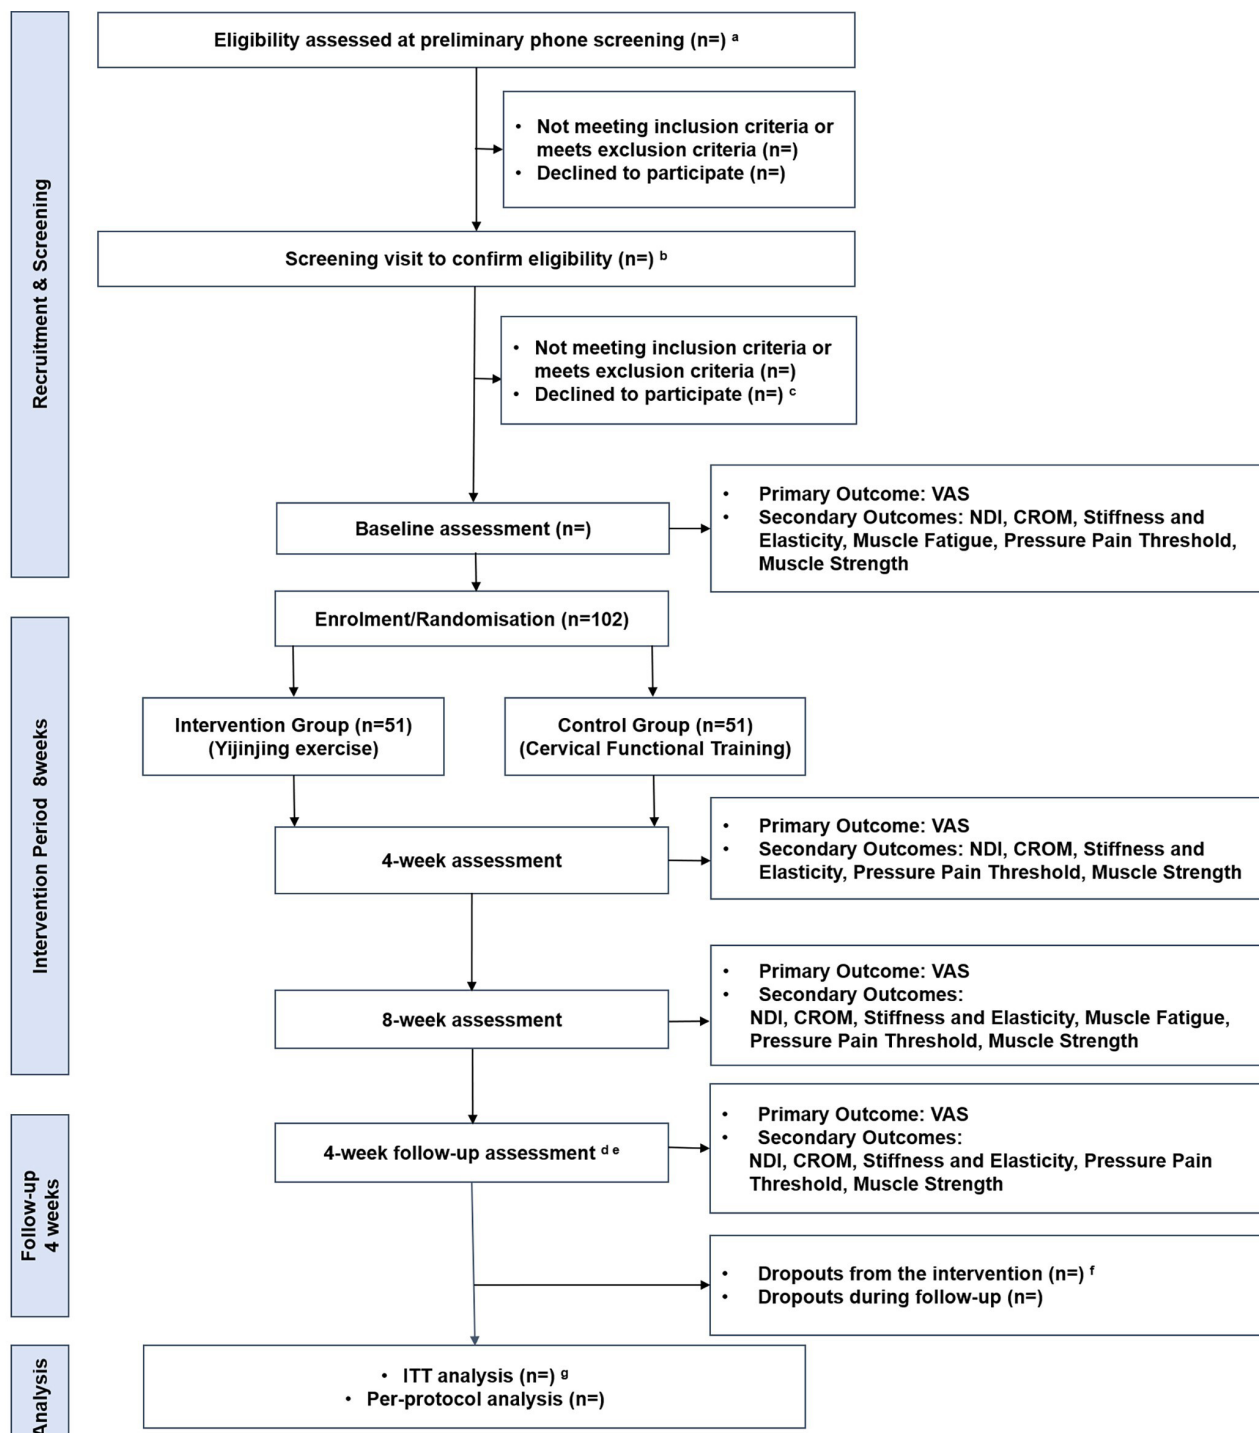 Recruitment & Screening
Eligibility assessed at preliminary phone screening (n=) a
• Not meeting inclusion criteria or
meets exclusion criteria (n=)
• Declined to participate (n=)
Screening visit to confirm eligibility (n=) b
• Not meeting inclusion criteria or
meets exclusion criteria (n=)
• Declined to participate (n=) c
Baseline assessment (n=)
• Primary Outcome: VAS
• Secondary Outcomes: NDI, CROM, Stiffness and
Elasticity, Muscle Fatigue, Pressure Pain Threshold,
Muscle Strength
Intervention Period 8weeks
Enrolment/Randomisation (n=102)
Intervention Group (n=51)
(Yijinjing exercise)
Control Group (n=51)
(Cervical Functional Training)
4-week assessment
• Primary Outcome: VAS
• Secondary Outcomes: NDI, CROM, Stiffness and
Elasticity, Pressure Pain Threshold, Muscle Strength
8-week assessment
• Primary Outcome: VAS
• Secondary Outcomes:
NDI, CROM, Stiffness and Elasticity, Muscle Fatigue,
Pressure Pain Threshold, Muscle Strength
Follow-up
4 weeks
4-week follow-up assessment d e
• Primary Outcome: VAS
• Secondary Outcomes:
NDI, CROM, Stiffness and Elasticity, Pressure Pain
Threshold, Muscle Strength
• Dropouts from the intervention (n=) f
• Dropouts during follow-up (n=)
Analysis
• ITT analysis (n=) g
• Per-protocol analysis (n=)